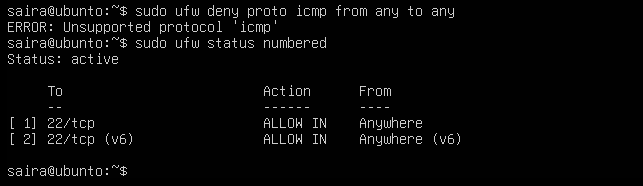 saira@ubunto:~$ sudo ufw deny proto icmp from any to any
ERROR: Unsupported protocol 'icmp'
saira@ubunto:~$ sudo ufw status numbered
Status: active

     To                         Action      From
     --                         ------      ----
[ 1] 22/tcp                     ALLOW IN    Anywhere
[ 2] 22/tcp (v6)                ALLOW IN    Anywhere (v6)

saira@ubunto:~$